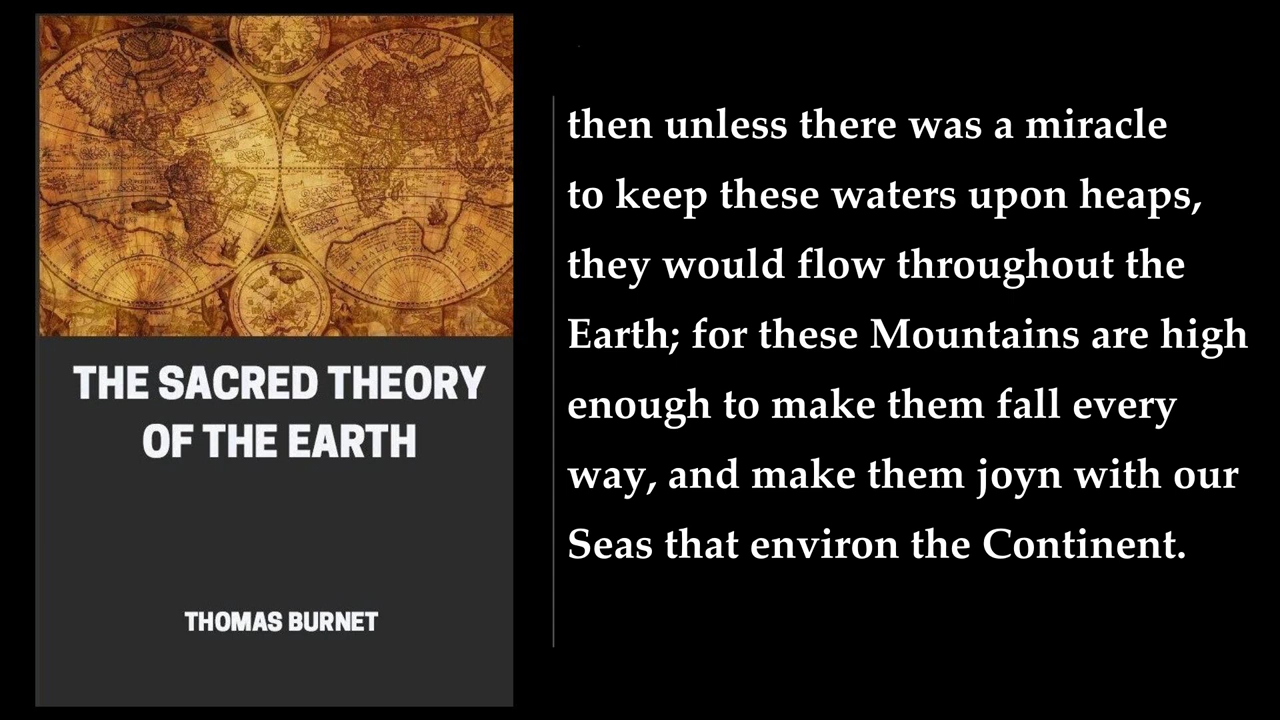 THE SACRED THEORY
OF THE EARTH
THOMAS BURNET
then unless there was a miracle
to keep these waters upon heaps,
they would flow throughout the
Earth; for these Mountains are high
enough to make them fall every
way, and make them joyn with our
Seas that environ the Continent.